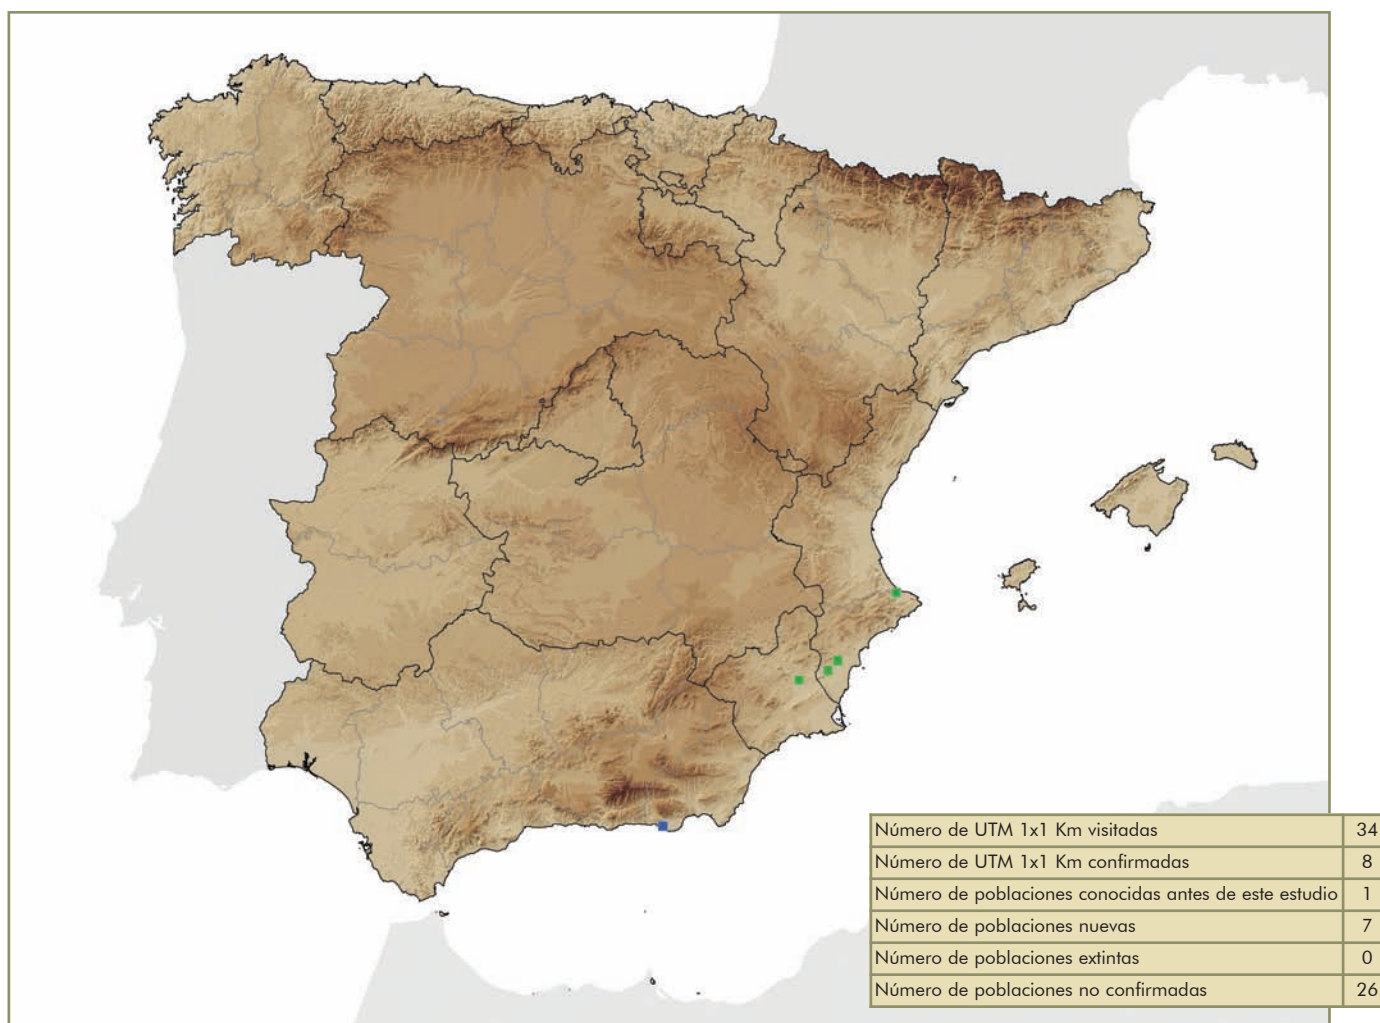 Número de UTM 1x1 Km visitadas 34
Número de UTM 1x1 Km confirmadas 8
Número de poblaciones conocidas antes de este estudio 1
Número de poblaciones nuevas 7
Número de poblaciones extintas 0
Número de poblaciones no confirmadas 26